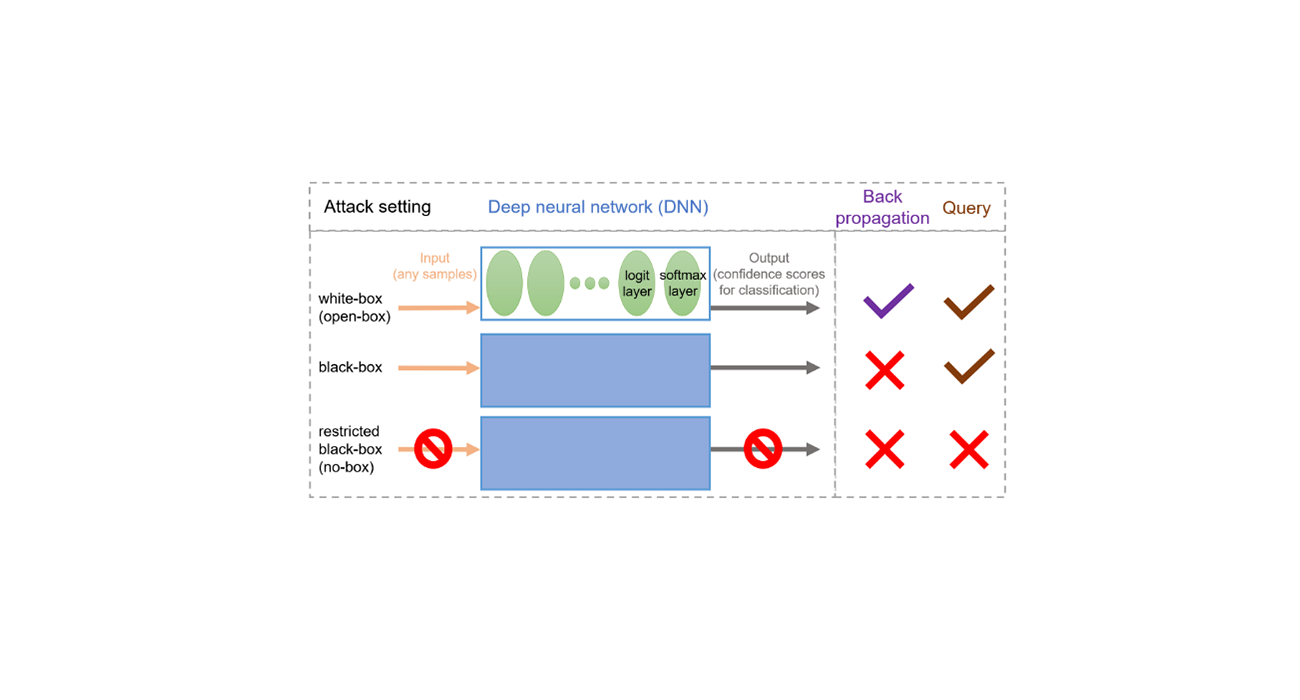 Attack setting
Deep neural network (DNN)
Back
propagation
Query
Input
(any samples)
logit
layer
softmax
layer
Output
(confidence scores
for classification)
white-box
(open-box)
black-box
restricted
black-box
(no-box)